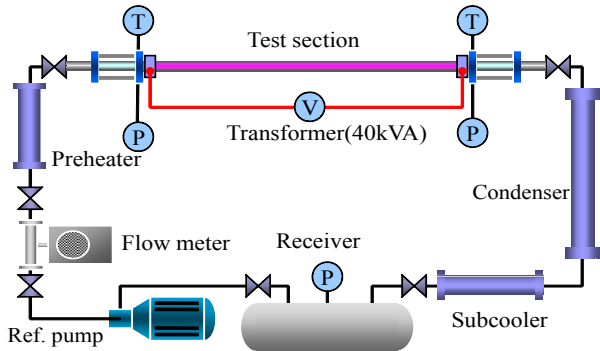 T
T
Test section
V
Transformer(40kVA)
P
P
Preheater
Condenser
Flow meter
Receiver
P
Ref. pump
Subcooler